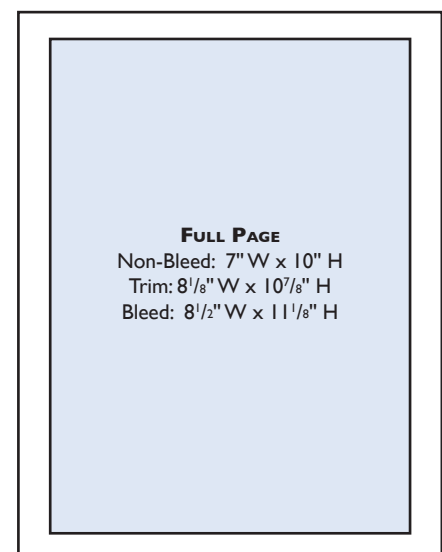 FULL PAGE
Non-Bleed: 7" W x 10" H
Trim: 8 1/8" W x 10 7/8" H
Bleed: 8 1/2" W x 11 1/8" H